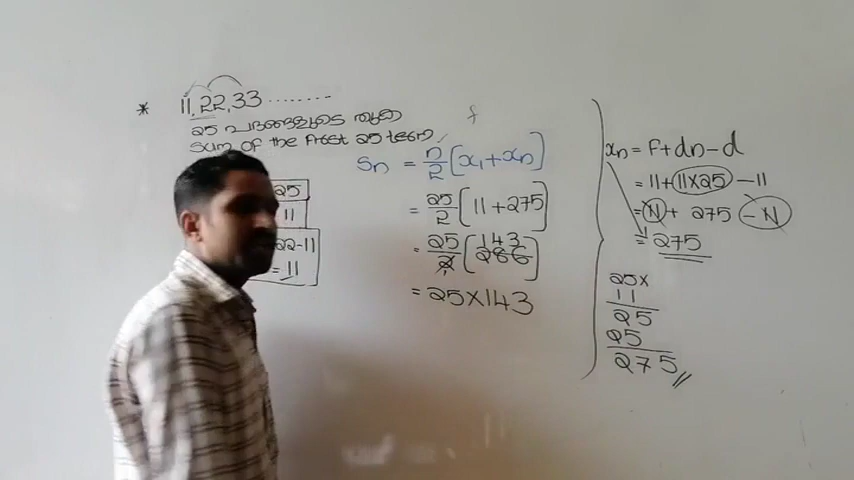 * 11, 22, 33 ........
25 പദങ്ങളുടെ തുക
sum of the first 25 term
25
11
22-11
= 11
f
Sn = n/2 [x1 + xn]
= 25/2 [11 + 275]
= 25/2 [286] 143
= 25 × 143
xn = f + dn - d
= 11 + 11×25 - 11
= 11 + 275 - 11
= 275
25×
11
25
25
275